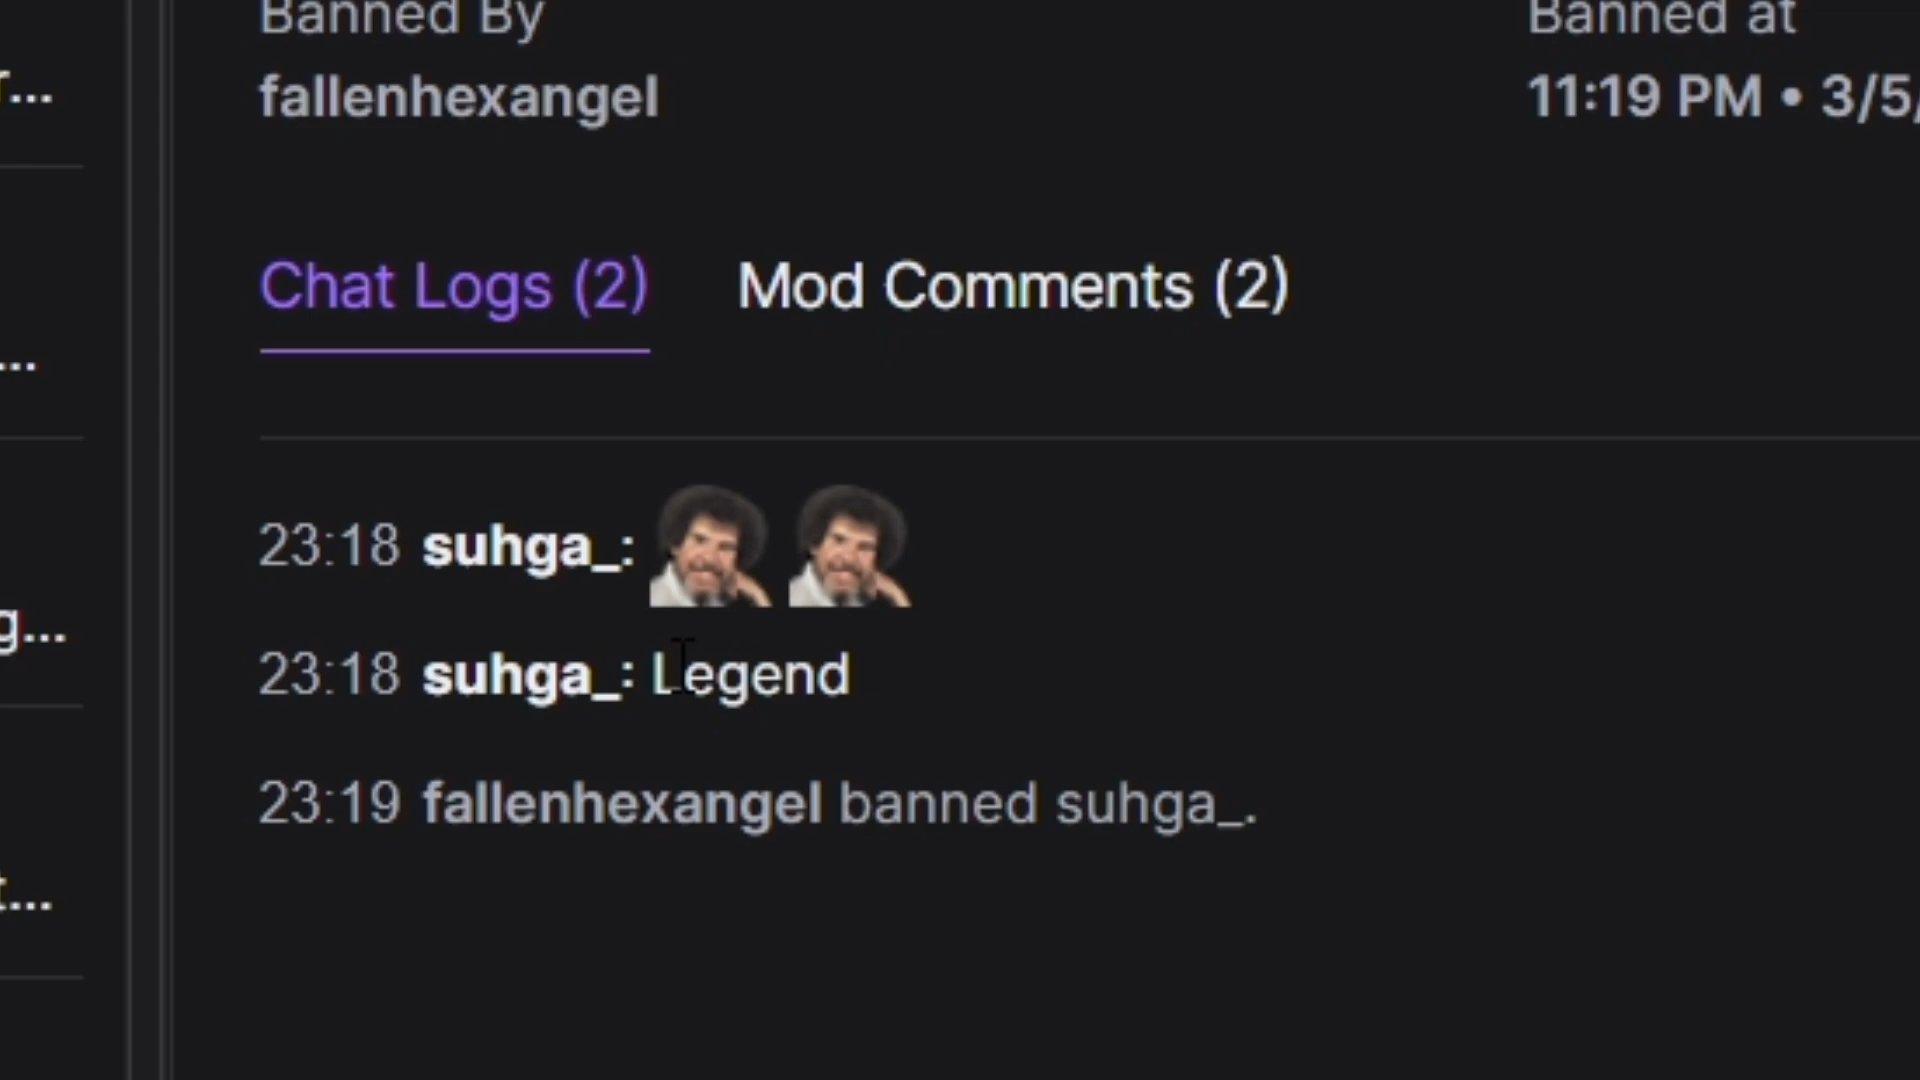 Banned By
Banned at
fallenhexangel
11:19 PM • 3/5/
r...
Chat Logs (2)
Mod Comments (2)
...
23:18 suhga_:
g...
23:18 suhga_: Legend
23:19 fallenhexangel banned suhga_.
t...